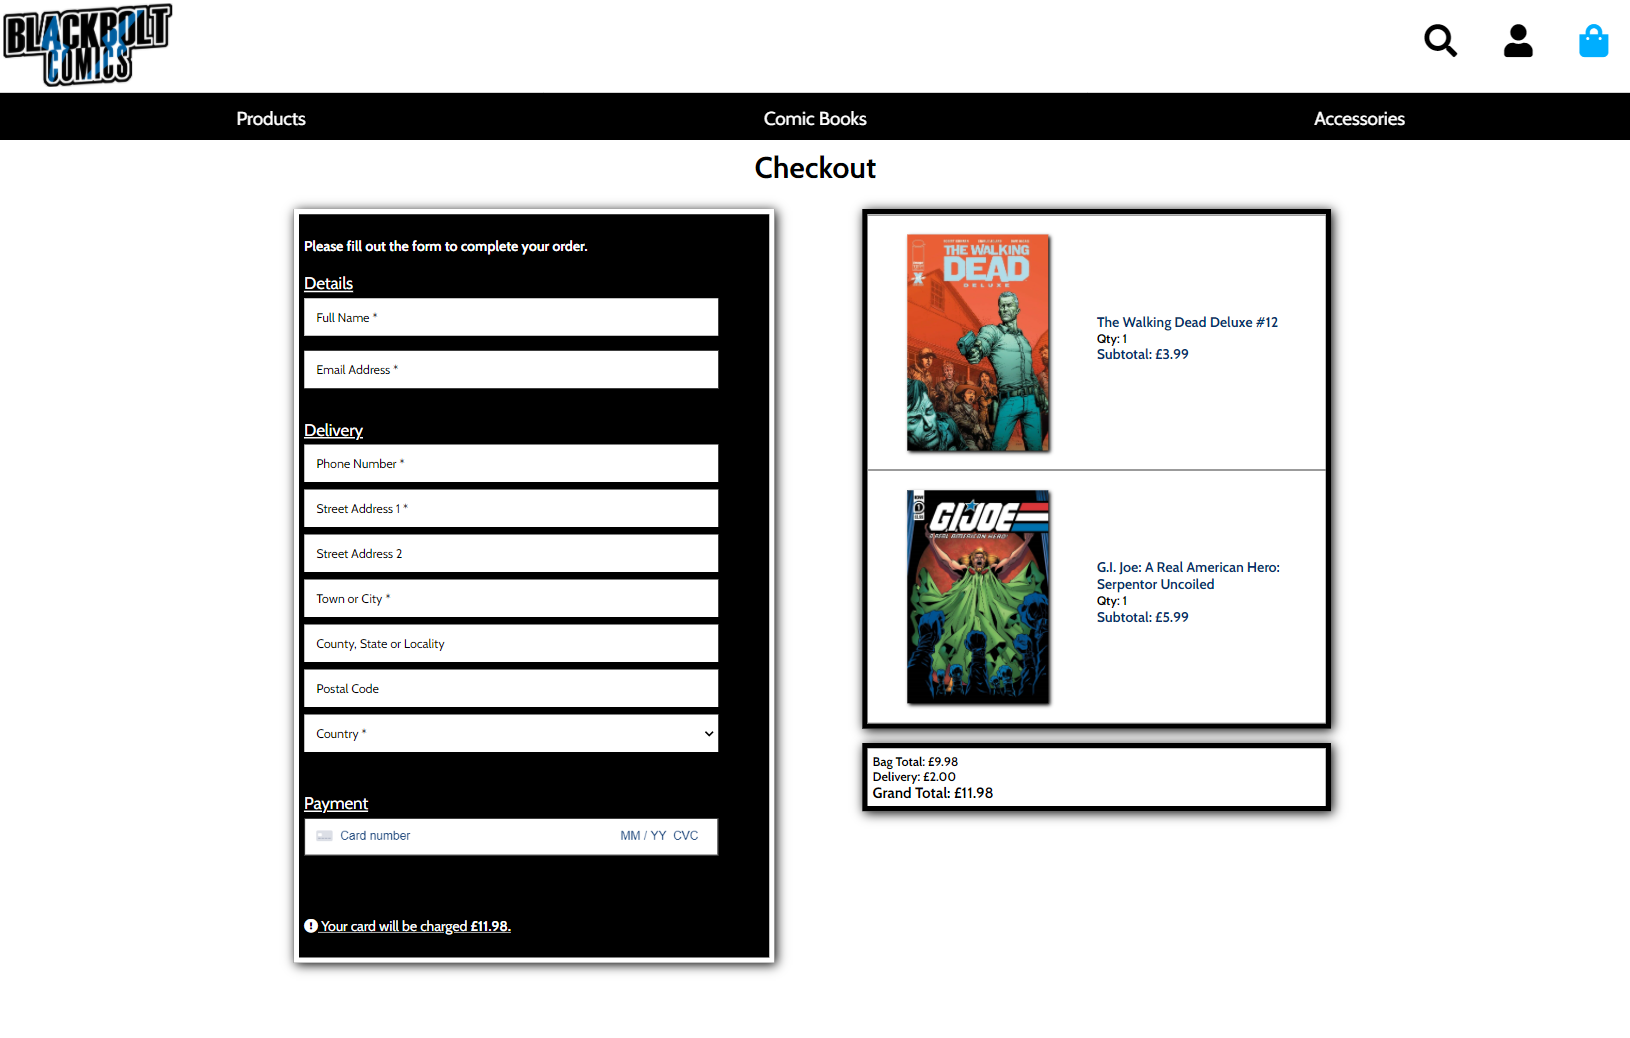 BLACKBOLT
COMICS
Products
Comic Books
Accessories
Checkout
Please fill out the form to complete your order.
Details
Full Name *
Email Address *
Delivery
Phone Number *
Street Address 1 *
Street Address 2
Town or City *
County, State or Locality
Postal Code
Country *
Payment
Card number MM / YY CVC
Your card will be charged £11.98.
THE WALKING
DEAD
DELUXE
The Walking Dead Deluxe #12
Qty: 1
Subtotal: £3.99
G.I. JOE
A REAL AMERICAN HERO
G.I. Joe: A Real American Hero:
Serpentor Uncoiled
Qty: 1
Subtotal: £5.99
Bag Total: £9.98
Delivery: £2.00
Grand Total: £11.98